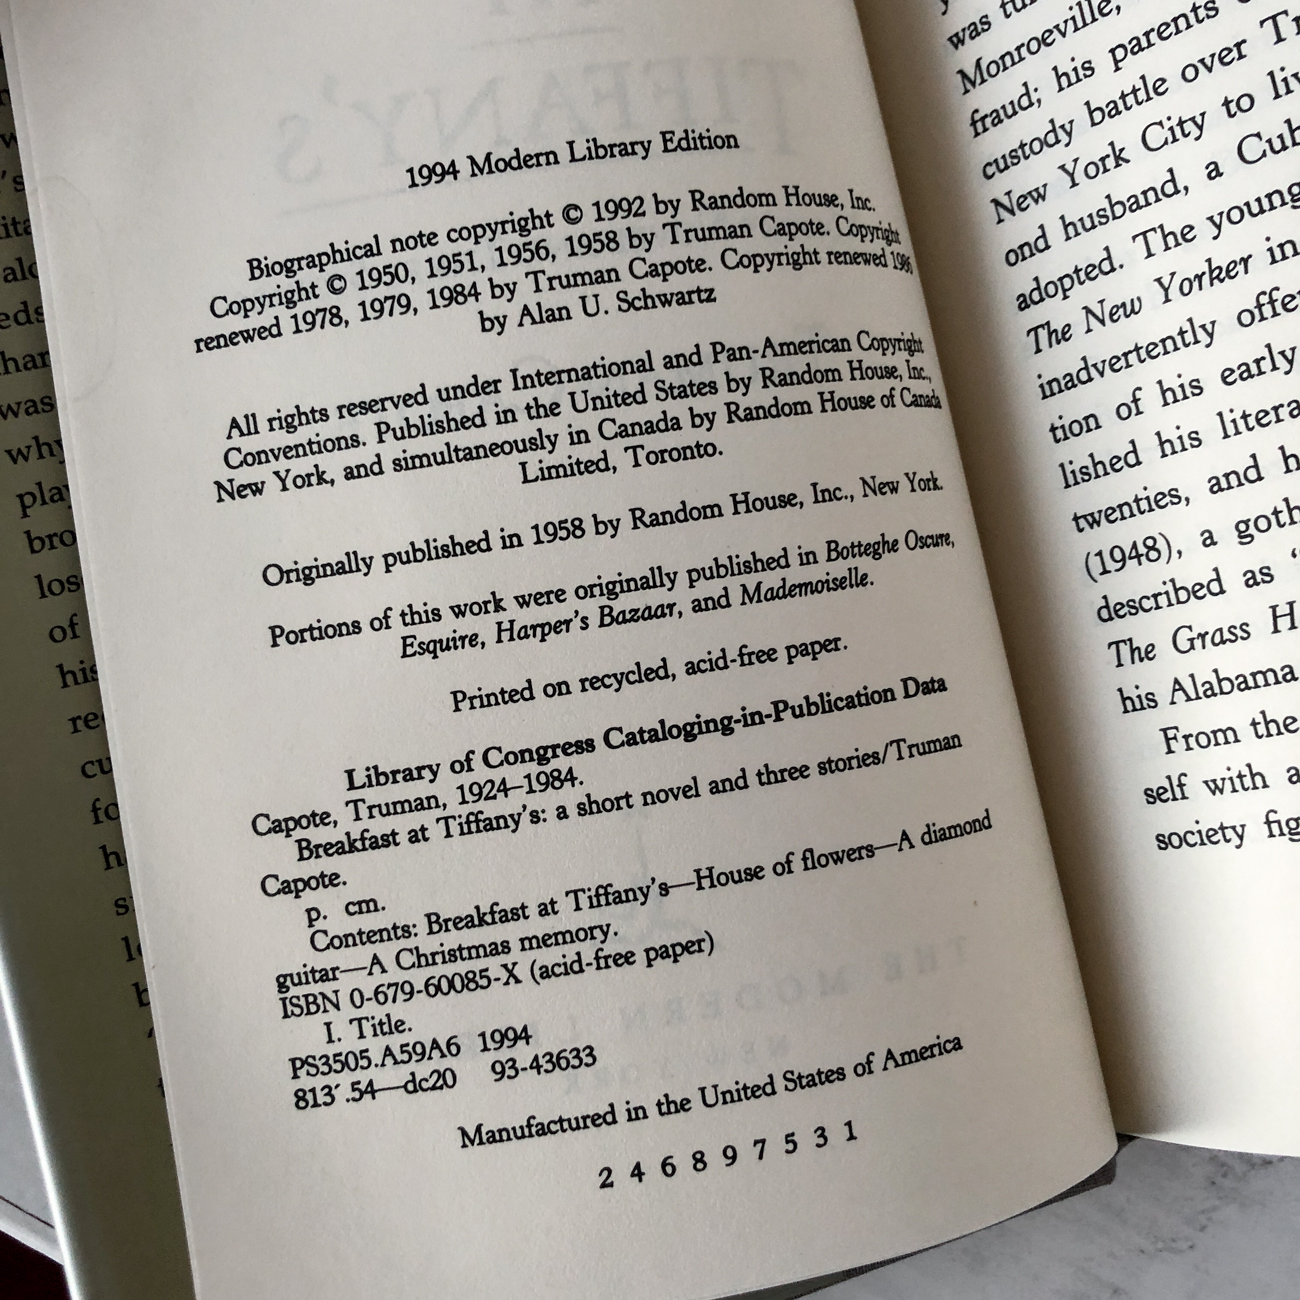 TIFFANY'S
1994 Modern Library Edition
Biographical note copyright © 1992 by Random House, Inc.
Copyright © 1950, 1951, 1956, 1958 by Truman Capote. Copyright
renewed 1978, 1979, 1984 by Truman Capote. Copyright renewed 1986
by Alan U. Schwartz
All rights reserved under International and Pan-American Copyright
Conventions. Published in the United States by Random House, Inc.,
New York, and simultaneously in Canada by Random House of Canada
Limited, Toronto.
Originally published in 1958 by Random House, Inc., New York.
Portions of this work were originally published in Botteghe Oscure,
Esquire, Harper's Bazaar, and Mademoiselle.
Printed on recycled, acid-free paper.
Library of Congress Cataloging-in-Publication Data
Capote, Truman, 1924–1984.
Breakfast at Tiffany's: a short novel and three stories/Truman
Capote.
p. cm.
Contents: Breakfast at Tiffany's—House of flowers—A diamond
guitar—A Christmas memory.
ISBN 0-679-60085-X (acid-free paper)
I. Title.
PS3505.A59A6 1994
813´.54—dc20 93-43633
Manufactured in the United States of America
2 4 6 8 9 7 5 3 1
was
Monroeville,
fraud; his parents
custody battle over
New York City to
ond husband, a
adopted. The young
The New Yorker in
inadvertently
tion of his early
lished his
twenties, and
(1948), a
described as
The Grass
his Alabama
From the
self with
society